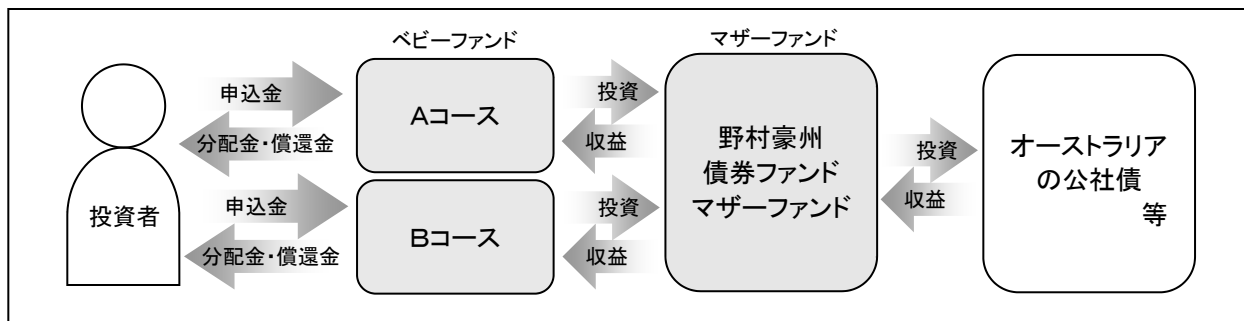 ベビーファンド
マザーファンド
申込金
分配金・償還金
申込金
分配金・償還金
投資者
Aコース
Bコース
投資
収益
投資
収益
野村豪州
債券ファンド
マザーファンド
投資
収益
オーストラリア
の公社債
等